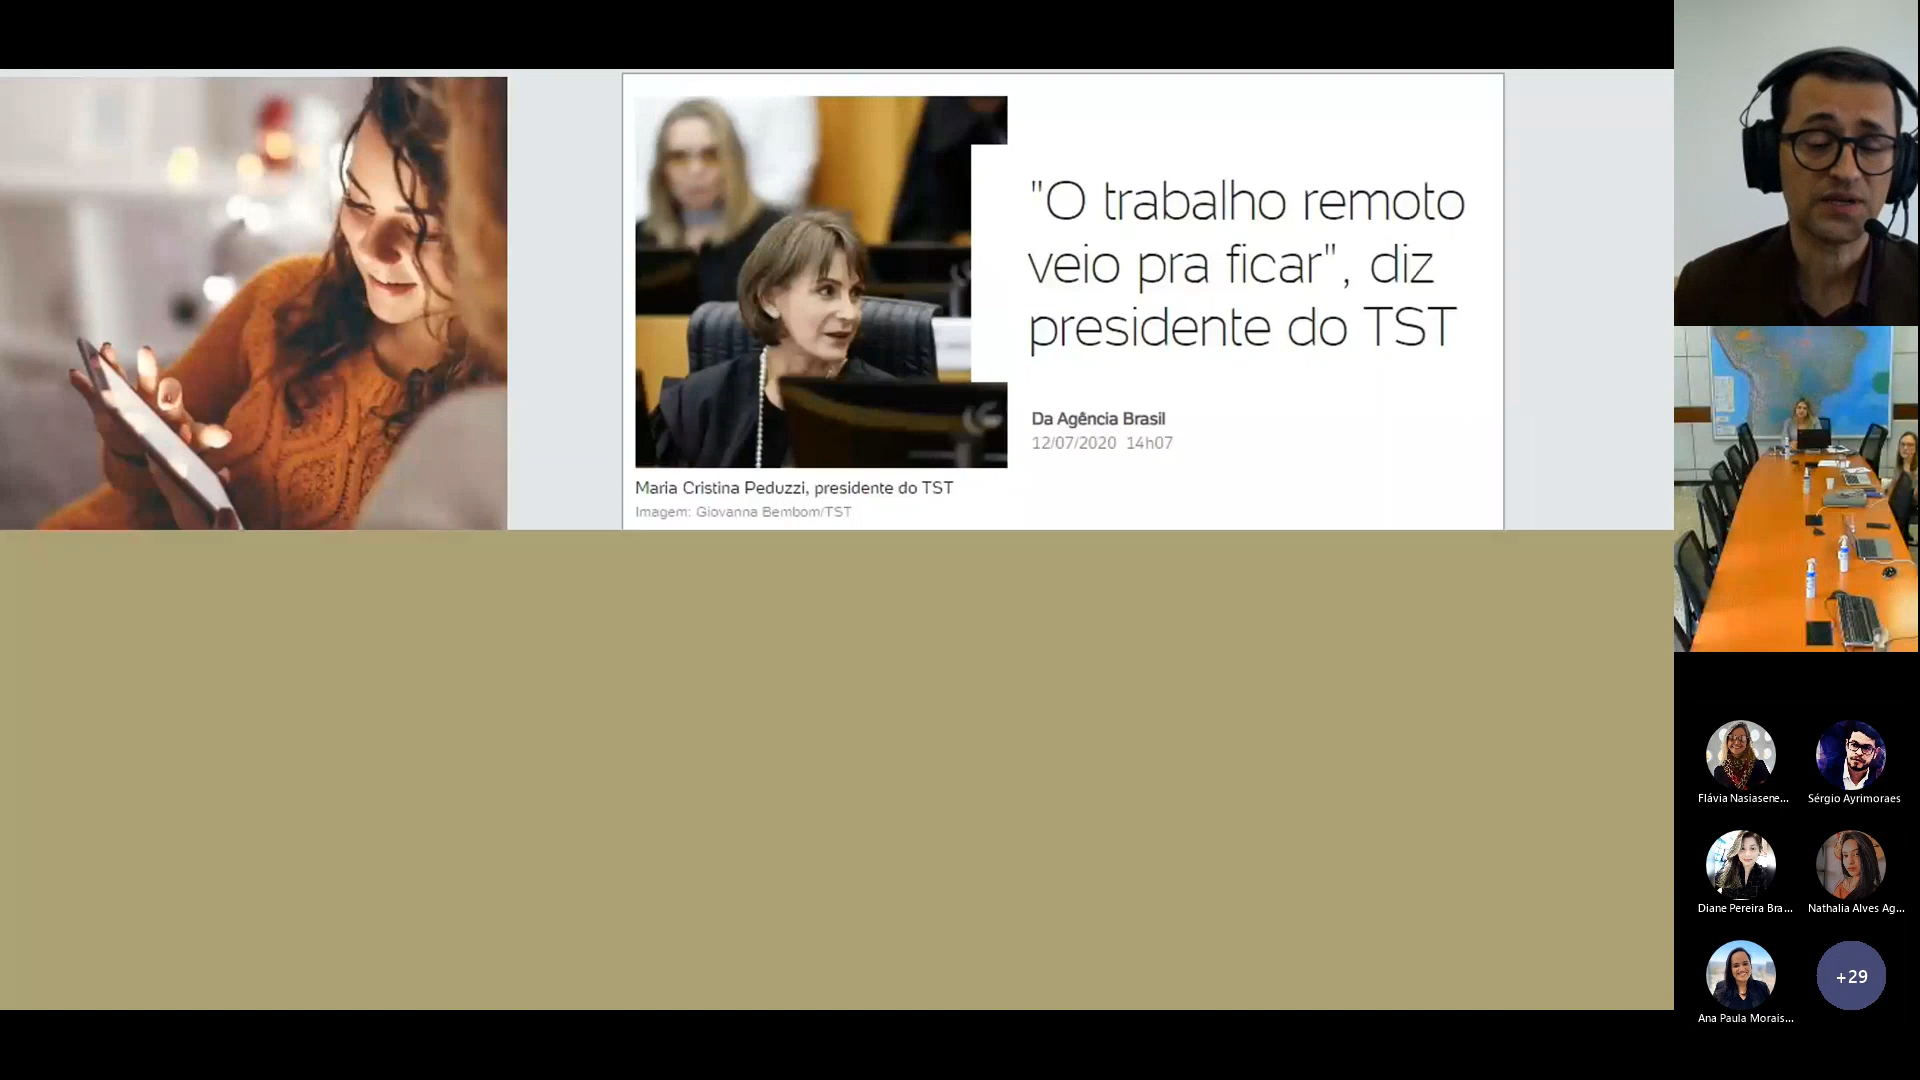 "O trabalho remoto
veio pra ficar", diz
presidente do TST
Da Agência Brasil
12/07/2020 14h07
Maria Cristina Peduzzi, presidente do TST
Imagem: Giovanna Bembom/TST
Flávia Nasiasene...
Sérgio Ayrimoraes
Diane Pereira Bra...
Nathalia Alves Ag...
+29
Ana Paula Morais...